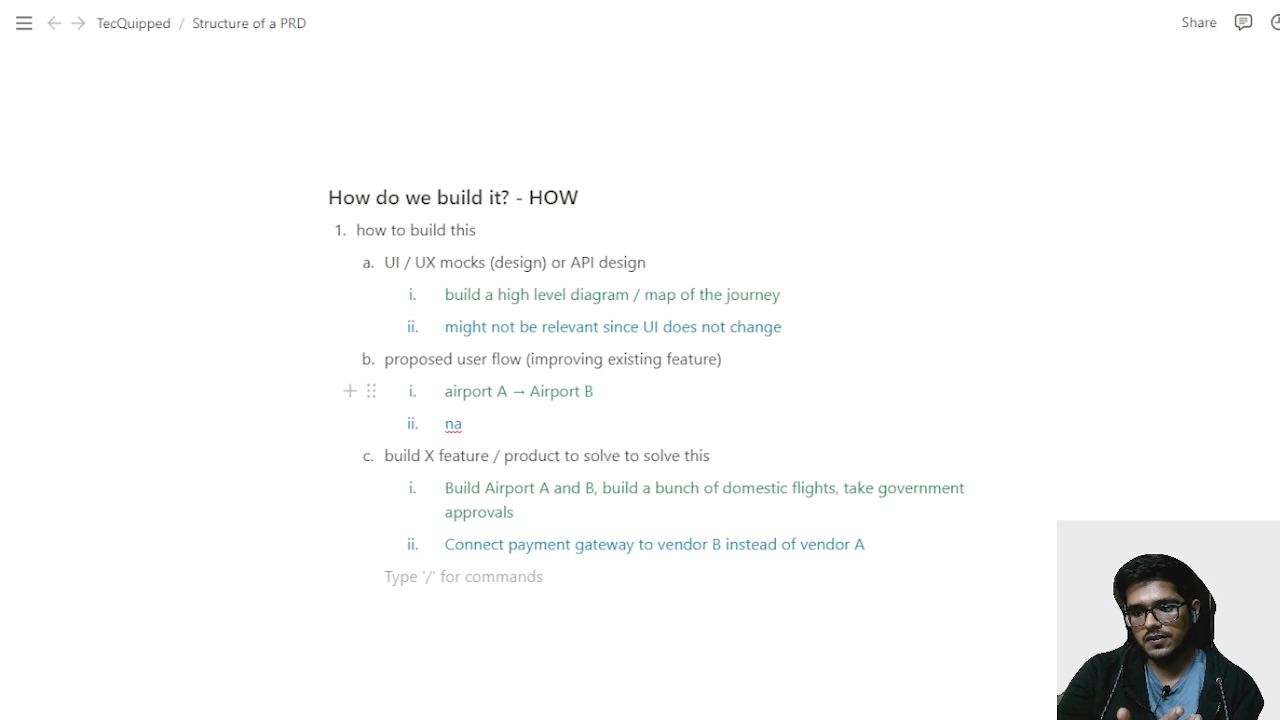 TecQuipped / Structure of a PRD
Share
How do we build it? - HOW
1. how to build this
a. UI / UX mocks (design) or API design
i. build a high level diagram / map of the journey
ii. might not be relevant since UI does not change
b. proposed user flow (improving existing feature)
i. airport A → Airport B
ii. na
c. build X feature / product to solve to solve this
i. Build Airport A and B, build a bunch of domestic flights, take government
approvals
ii. Connect payment gateway to vendor B instead of vendor A
Type '/' for commands